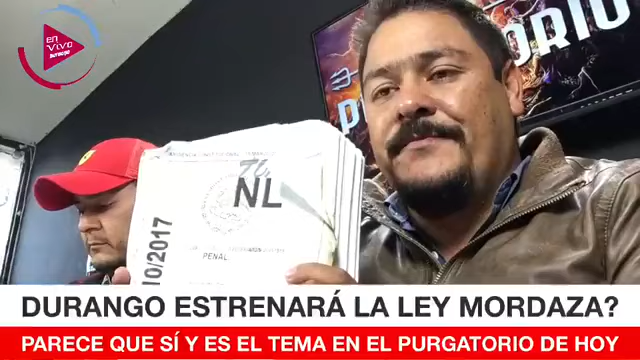 EN
VIVO
DURANGO ESTRENARÁ LA LEY MORDAZA?
PARECE QUE SÍ Y ES EL TEMA EN EL PURGATORIO DE HOY
NL
PENAL
10/2017